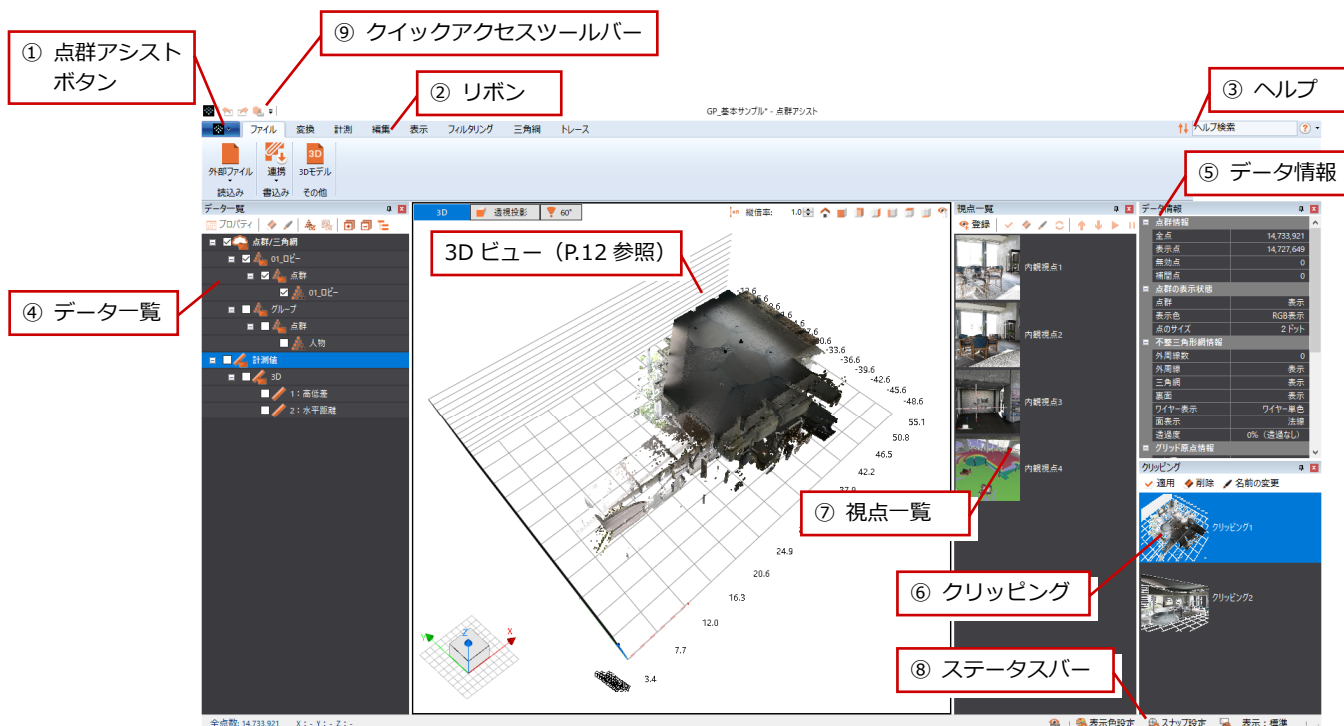 ① 点群アシスト
ボタン
⑨ クイックアクセスツールバー
② リボン
③ ヘルプ
GP_基本サンプル* - 点群アシスト
ファイル 変換 計測 編集 表示 フィルタリング 三角網 トレース
ヘルプ検索
外部ファイル 連携 3Dモデル
読込み 書込み その他
⑤ データ情報
データ一覧
プロパティ
点群/三角網
01_ロビー
点群
01_ロビー
グループ
点群
人物
計測値
3D
1：高低差
2：水平距離
④ データ一覧
3D 透視投影 60°
縦倍率: 1.0
3D ビュー（P.12 参照）
-33.6
-36.6
-39.6
-42.6
-45.6
-48.6
55.1
50.8
46.5
42.2
24.9
20.6
16.3
12.0
7.7
3.4
X
Y
Z
視点一覧
登録
内観視点1
内観視点2
内観視点3
内観視点4
⑦ 視点一覧
データ情報
点群情報
全点 14,733,921
表示点 14,727,649
無効点 0
補間点 0
点群の表示状態
点群 表示
表示色 RGB表示
点のサイズ 2 ドット
不整三角形網情報
外周線数 0
外周線 表示
三角網 表示
裏面 表示
ワイヤー表示 ワイヤー単色
面表示 法線
透過度 0% (透過なし)
グリッド原点情報
クリッピング
適用 削除 名前の変更
クリッピング1
クリッピング2
⑥ クリッピング
⑧ ステータスバー
全点数: 14,733,921 X : - Y : - Z : -
表示色設定 スナップ設定 表示：標準